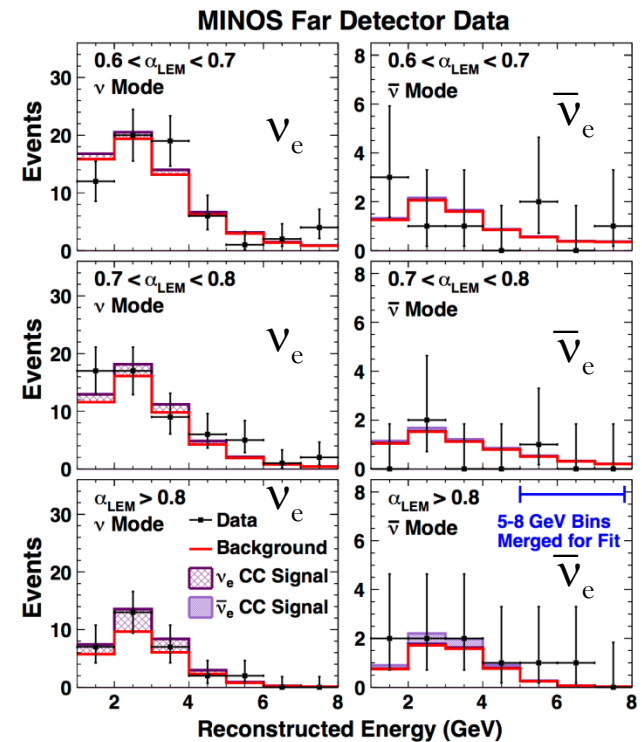 MINOS Far Detector Data
0.6 < α_LEM < 0.7
ν Mode
ν_e
Events
30
20
10
0
0.6 < α_LEM < 0.7
ν̄ Mode
ν̄_e
8
6
4
2
0
0.7 < α_LEM < 0.8
ν Mode
ν_e
Events
30
20
10
0
0.7 < α_LEM < 0.8
ν̄ Mode
ν̄_e
8
6
4
2
0
α_LEM > 0.8
ν Mode
ν_e
Data
Background
ν_e CC Signal
ν̄_e CC Signal
Events
30
20
10
0
2 4 6 8
α_LEM > 0.8
ν̄ Mode
5-8 GeV Bins
Merged for Fit
ν̄_e
8
6
4
2
0
2 4 6 8
Reconstructed Energy (GeV)